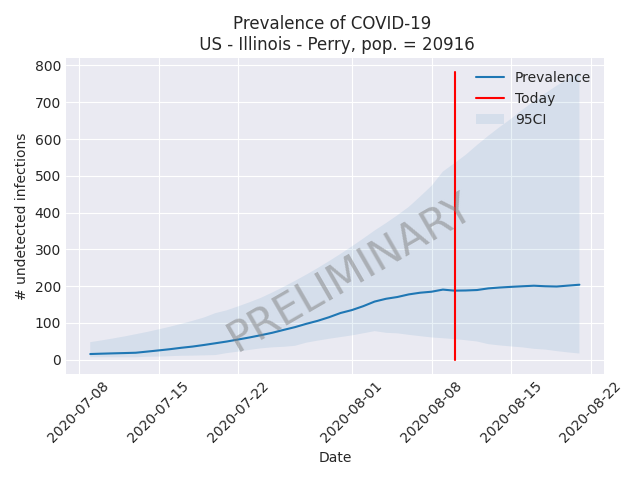 Prevalence of COVID-19
US - Illinois - Perry, pop. = 20916
800
700
600
500
400
300
200
100
0
# undetected infections
Prevalence
Today
95CI
PRELIMINARY
2020-07-08
2020-07-15
2020-07-22
2020-08-01
2020-08-08
2020-08-15
2020-08-22
Date